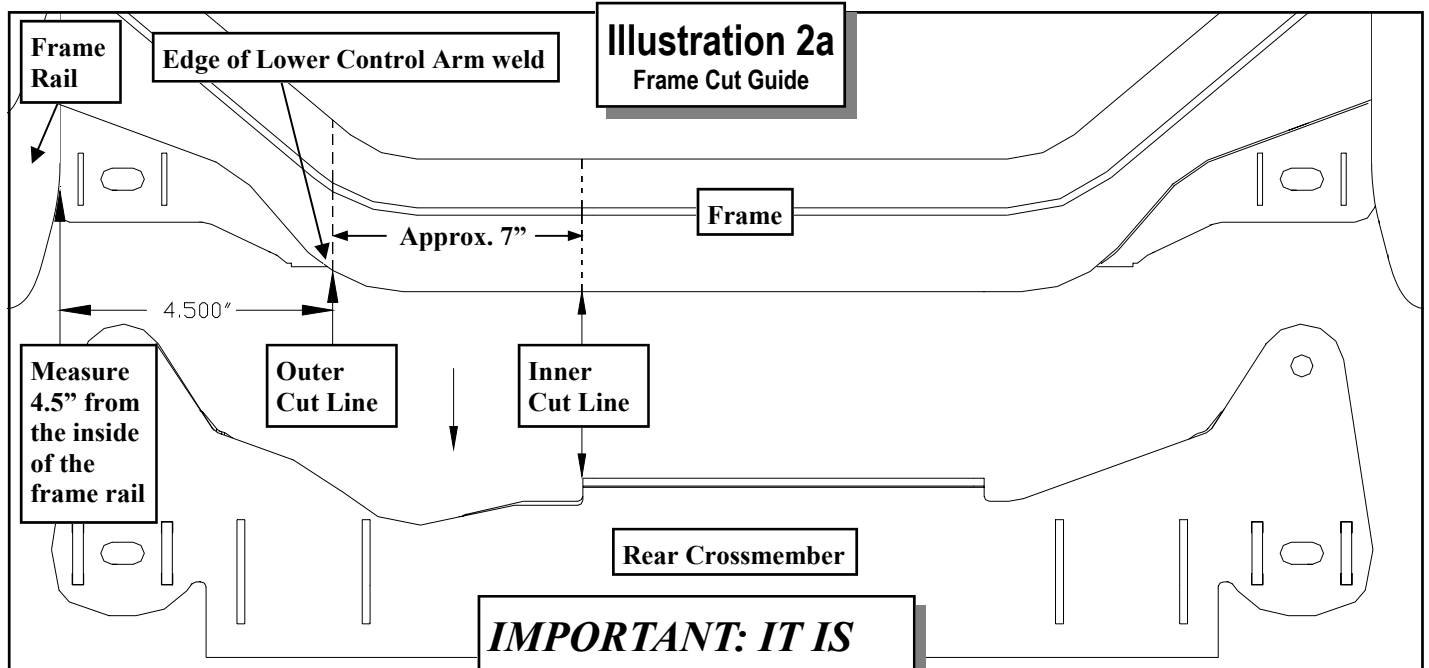 Illustration 2a
Frame Cut Guide
Frame
Rail
Edge of Lower Control Arm weld
Frame
Approx. 7”
4.500"
Measure
4.5” from
the inside
of the
frame rail
Outer
Cut Line
Inner
Cut Line
Rear Crossmember
IMPORTANT: IT IS